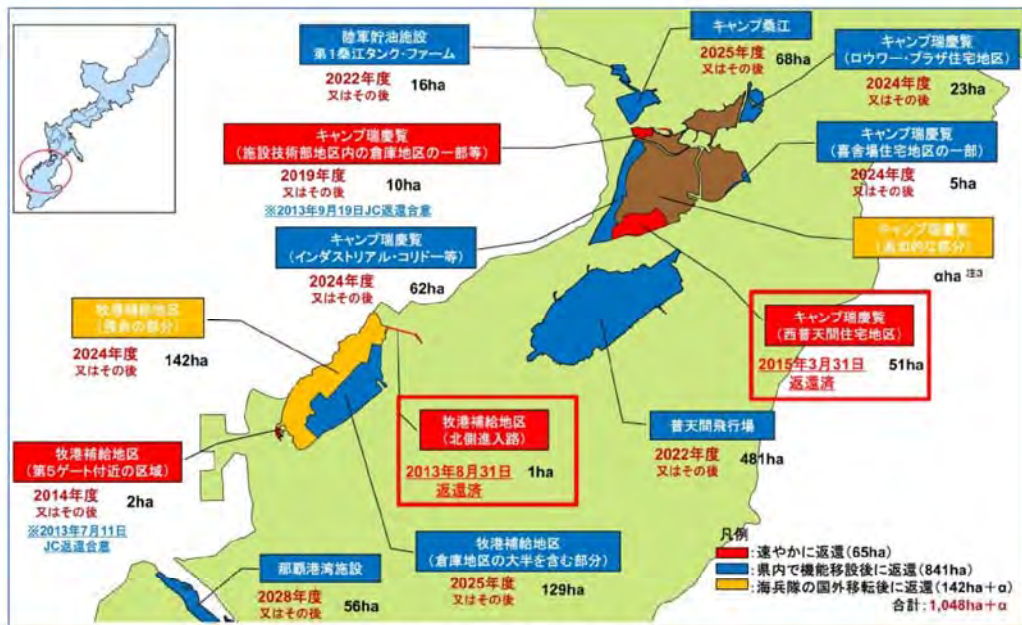 陸軍貯油施設
第1桑江タンク・ファーム
2022年度
又はその後
16ha
キャンプ桑江
2025年度
又はその後
68ha
キャンプ瑞慶覧
(ロウワー・プラザ住宅地区)
2024年度
又はその後
23ha
キャンプ瑞慶覧
(施設技術部地区内の倉庫地区の一部等)
2019年度
又はその後
10ha
※2013年9月19日JC返還合意
キャンプ瑞慶覧
(喜舎場住宅地区の一部)
2024年度
又はその後
5ha
キャンプ瑞慶覧
(インダストリアル・コリドー等)
2024年度
又はその後
62ha
キャンプ瑞慶覧
αha 注3
牧港補給地区
(残余の部分)
2024年度
又はその後
142ha
キャンプ瑞慶覧
(西普天間住宅地区)
2015年3月31日
返還済
51ha
牧港補給地区
(北側進入路)
2013年8月31日
返還済
1ha
普天間飛行場
2022年度
又はその後
481ha
牧港補給地区
(第5ゲート付近の区域)
2014年度
又はその後
2ha
※2013年7月11日
JC返還合意
牧港補給地区
(倉庫地区の大半を含む部分)
2025年度
又はその後
129ha
那覇港湾施設
2028年度
又はその後
56ha
凡例
:速やかに返還(65ha)
:県内で機能移設後に返還(841ha)
:海兵隊の国外移転後に返還(142ha+α)
合計:1,048ha+α